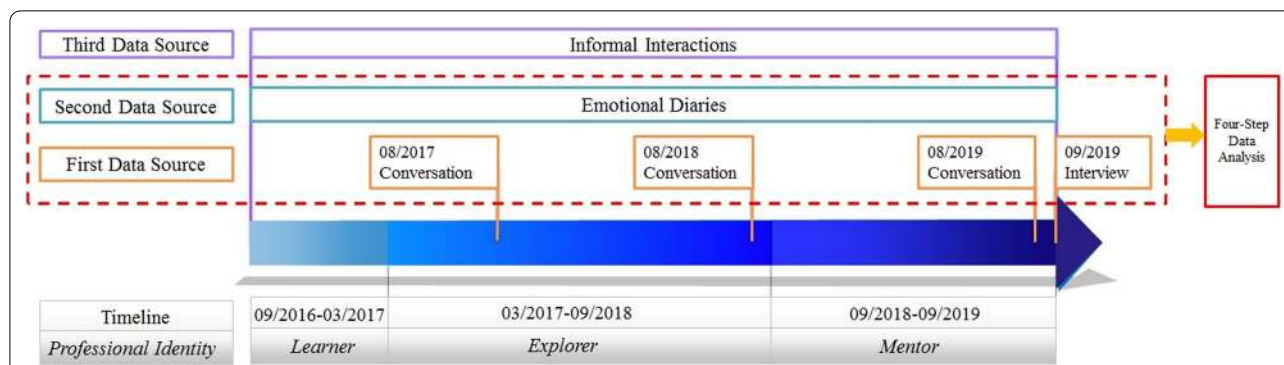 Third Data Source
Informal Interactions
Second Data Source
Emotional Diaries
First Data Source
08/2017
Conversation
08/2018
Conversation
08/2019
Conversation
09/2019
Interview
Four-Step
Data
Analysis
Timeline
09/2016-03/2017
03/2017-09/2018
09/2018-09/2019
Professional Identity
Learner
Explorer
Mentor